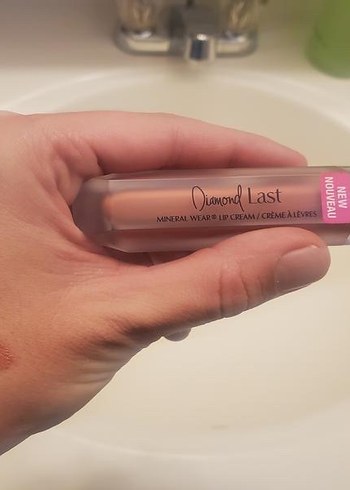 Diamond Last
MINERAL WEAR® LIP CREAM / CRÈME À LÈVRES
NEW
NOUVEAU